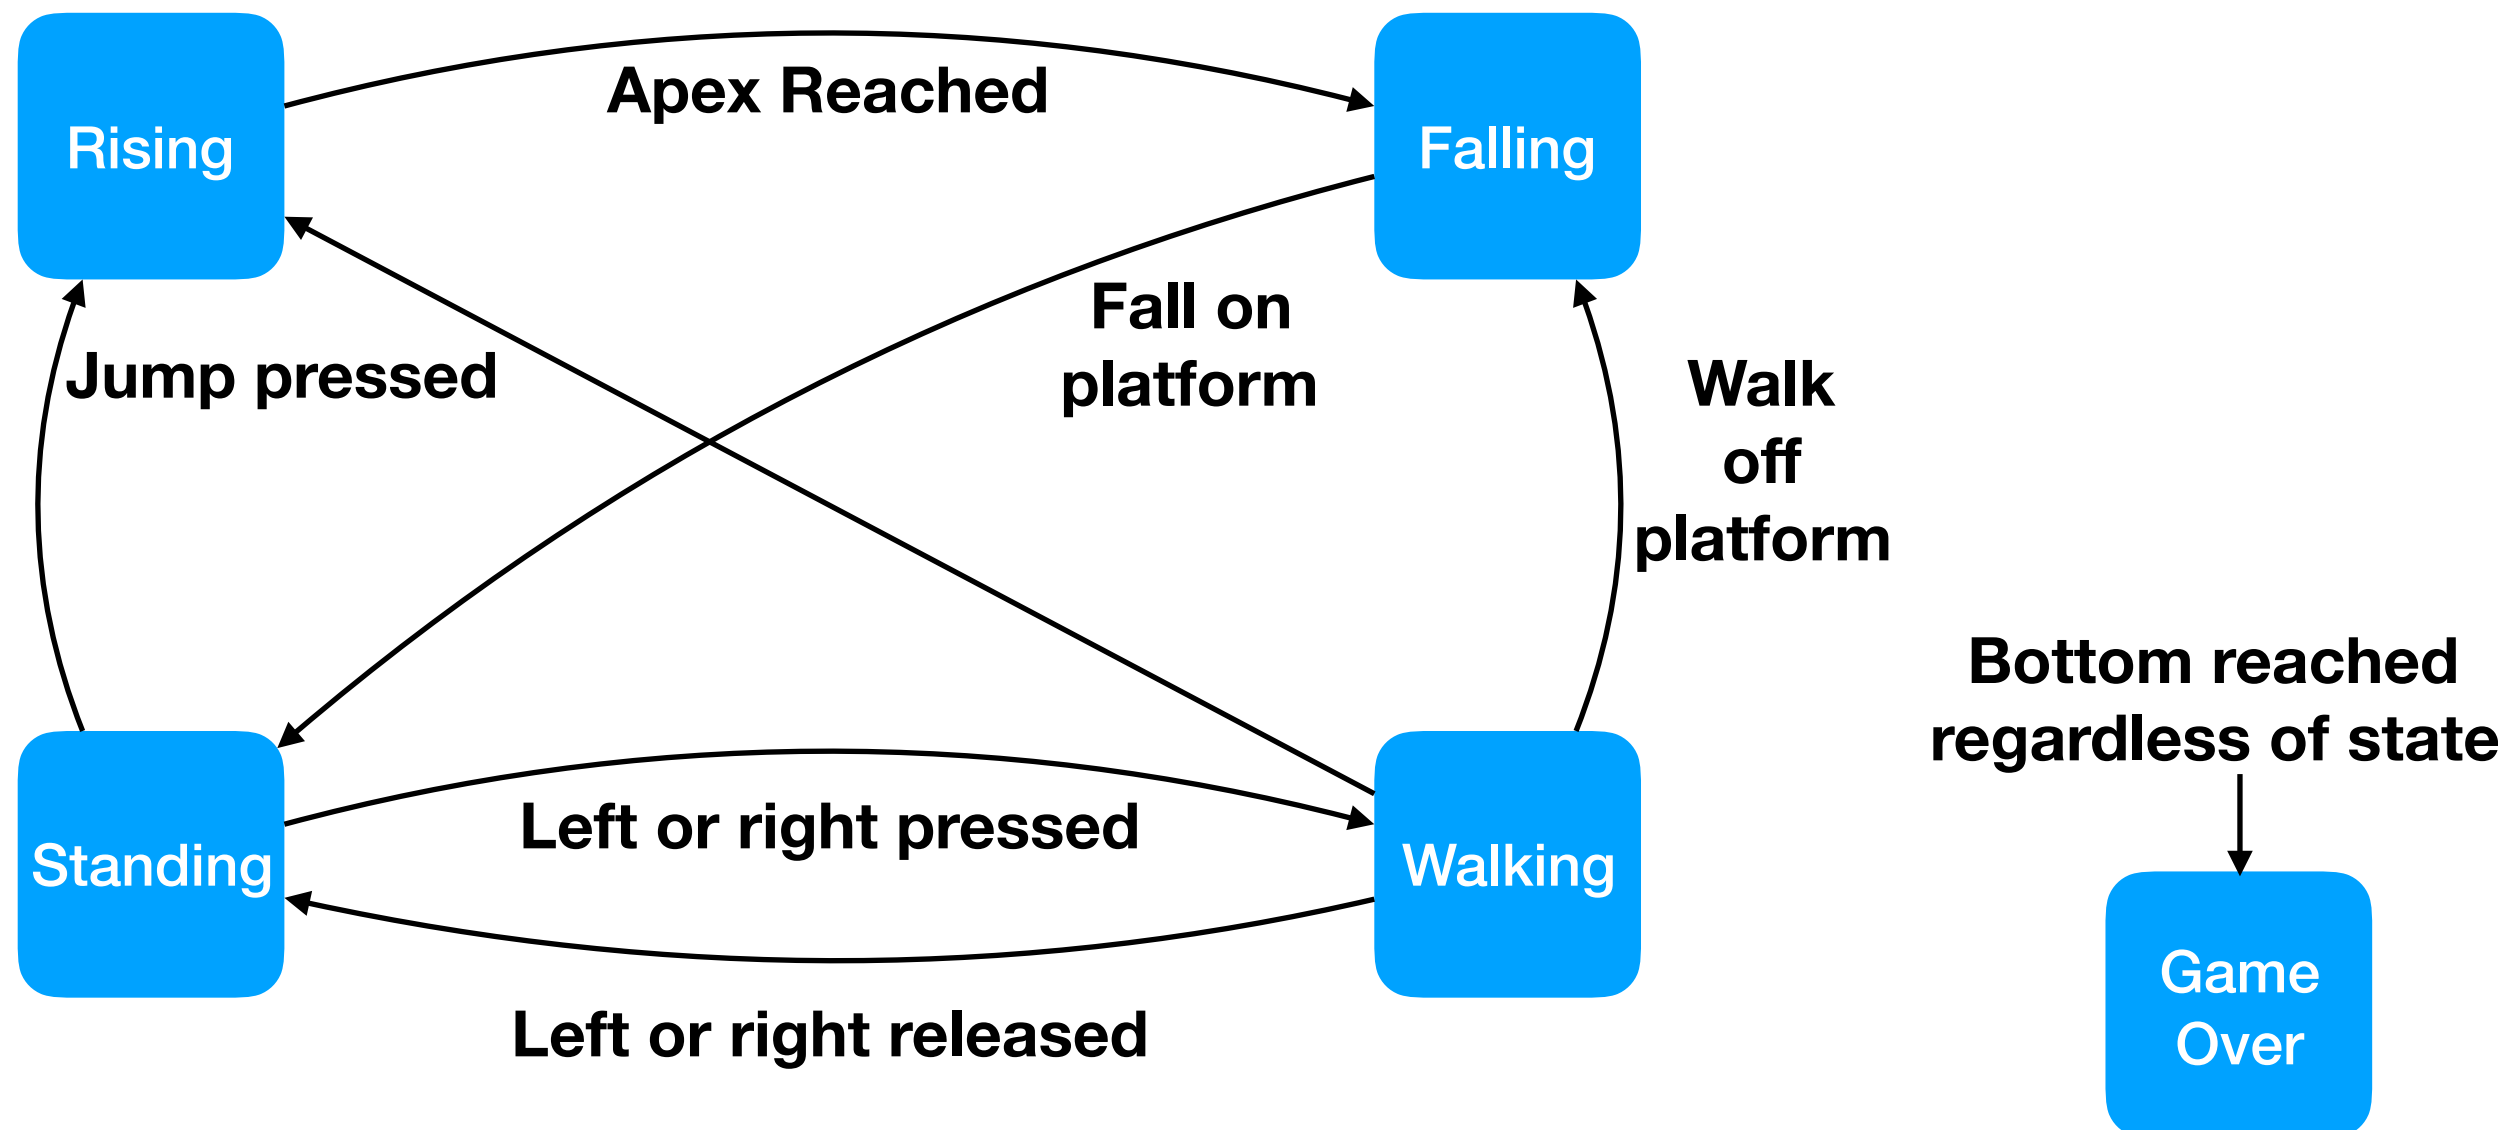 Apex Reached
Rising
Falling
Fall on
platform
Jump pressed
Walk
off
platform
Bottom reached
regardless of state
Left or right pressed
Standing
Walking
Game
Over
Left or right released